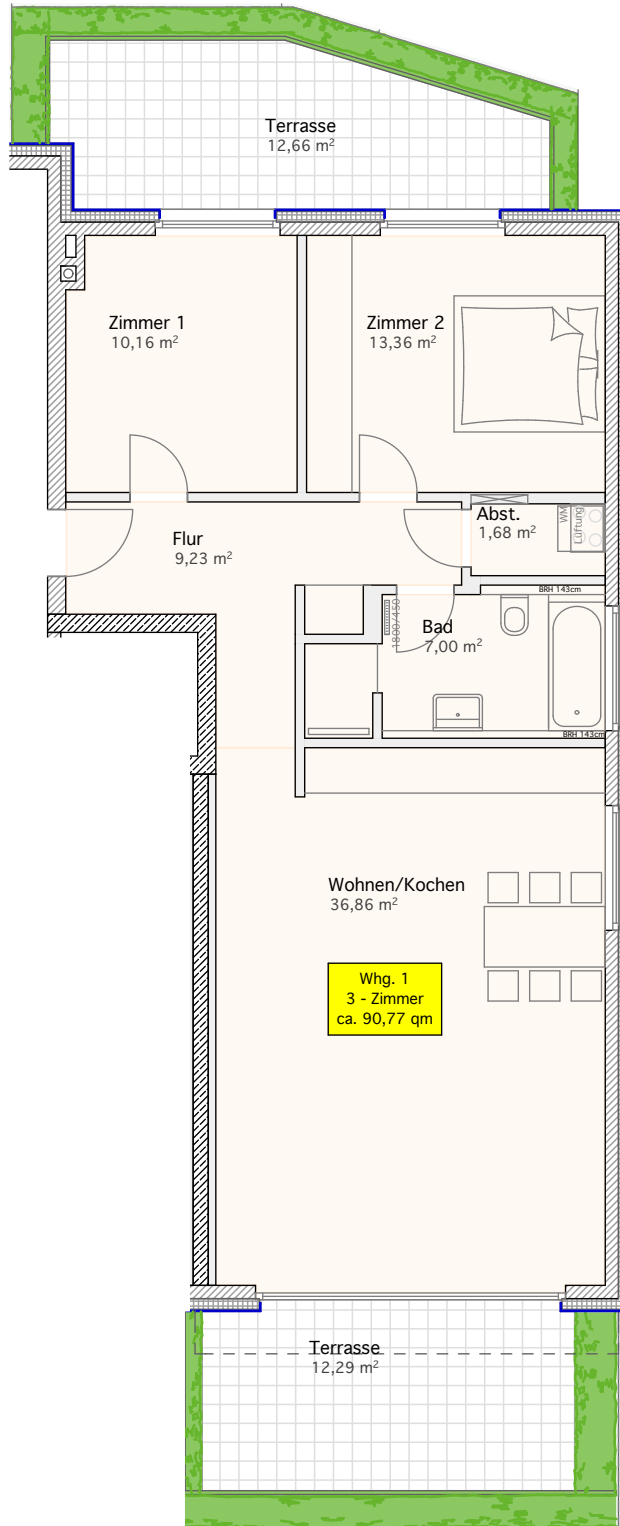 Terrasse
12,66 m²
Zimmer 1
10,16 m²
Zimmer 2
13,36 m²
Flur
9,23 m²
Abst.
1,68 m²
WM
Lüftung
BRH 143cm
1800/450
Bad
7,00 m²
BRH 143cm
Wohnen/Kochen
36,86 m²
Whg. 1
3 - Zimmer
ca. 90,77 qm
Terrasse
12,29 m²